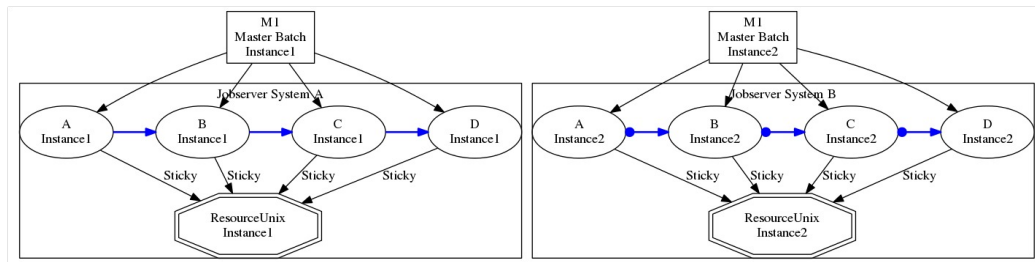 M1
Master Batch
Instance1
Jobserver System A
A
Instance1
B
Instance1
C
Instance1
D
Instance1
Sticky
Sticky
Sticky
Sticky
ResourceUnix
Instance1
M1
Master Batch
Instance2
Jobserver System B
A
Instance2
B
Instance2
C
Instance2
D
Instance2
Sticky
Sticky
Sticky
Sticky
ResourceUnix
Instance2